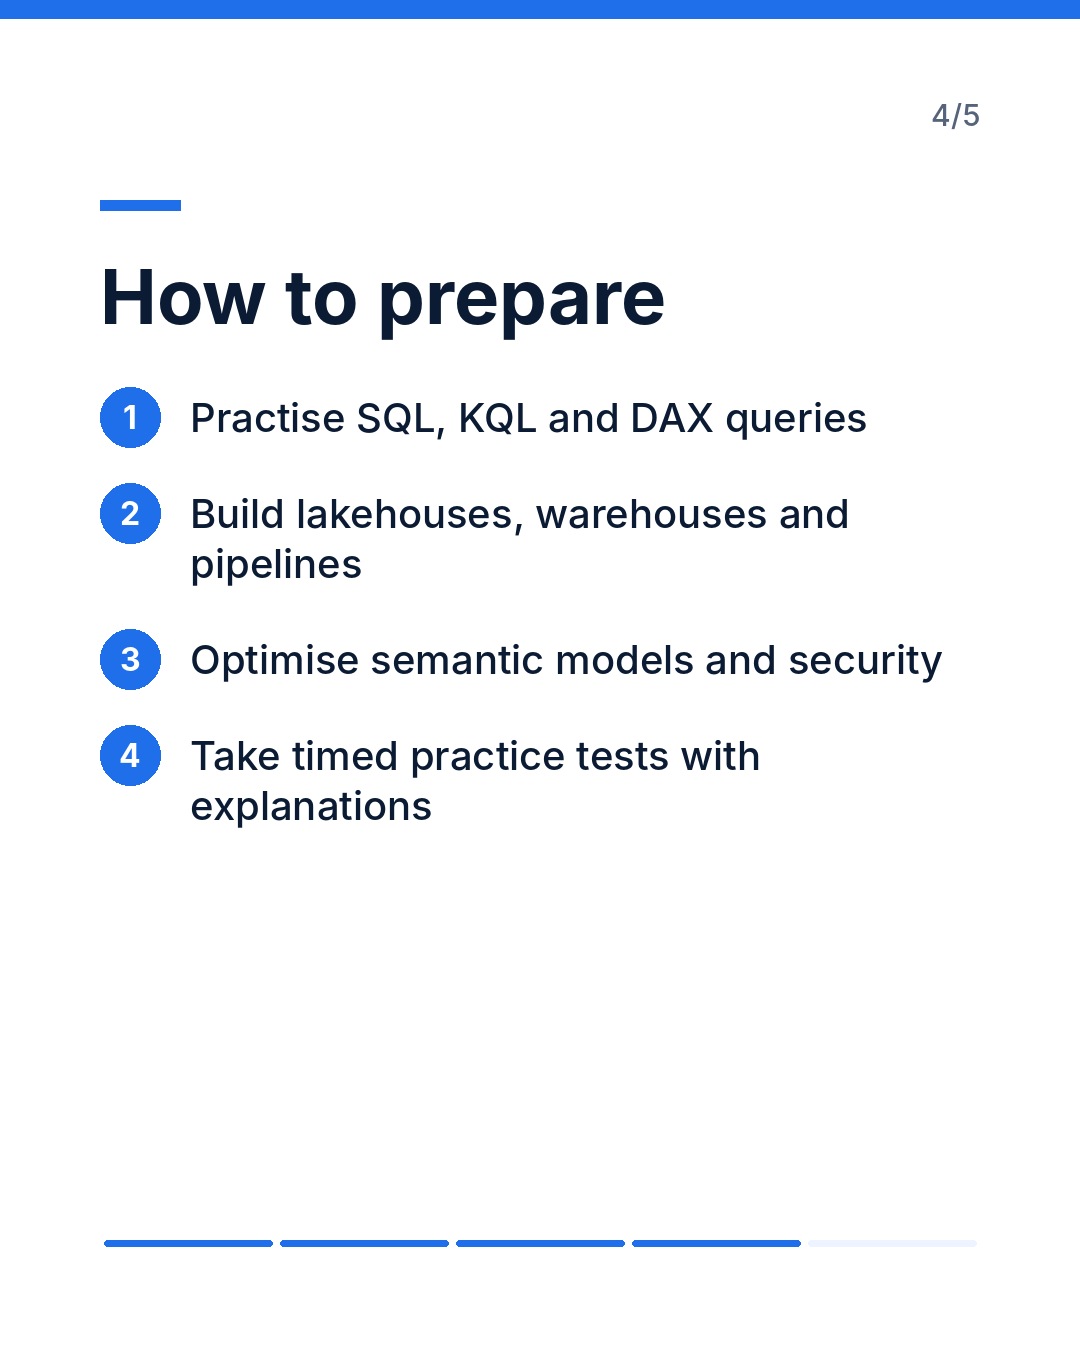 4/5
How to prepare
1 Practise SQL, KQL and DAX queries
2 Build lakehouses, warehouses and
pipelines
3 Optimise semantic models and security
4 Take timed practice tests with
explanations